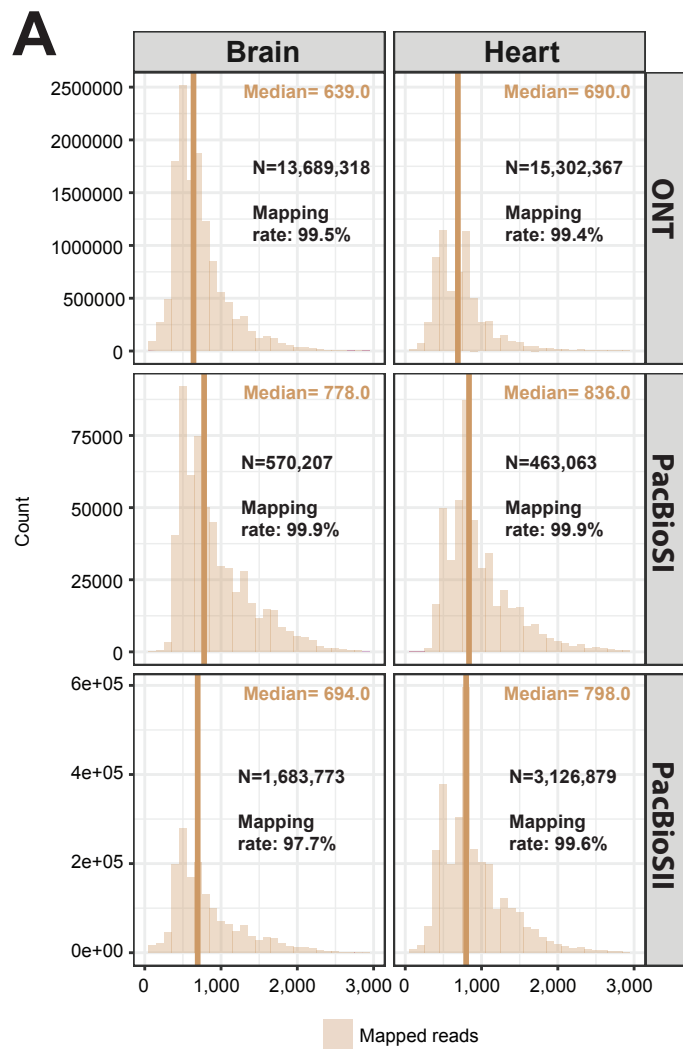 A
Brain
Heart
2500000
2000000
1500000
1000000
500000
0
Median= 639.0
N=13,689,318
Mapping
rate: 99.5%
Median= 690.0
N=15,302,367
Mapping
rate: 99.4%
ONT
75000
50000
25000
0
Median= 778.0
N=570,207
Mapping
rate: 99.9%
Median= 836.0
N=463,063
Mapping
rate: 99.9%
PacBioSI
Count
6e+05
4e+05
2e+05
0e+00
Median= 694.0
N=1,683,773
Mapping
rate: 97.7%
Median= 798.0
N=3,126,879
Mapping
rate: 99.6%
PacBioSII
0 1,000 2,000 3,000
0 1,000 2,000 3,000
Mapped reads